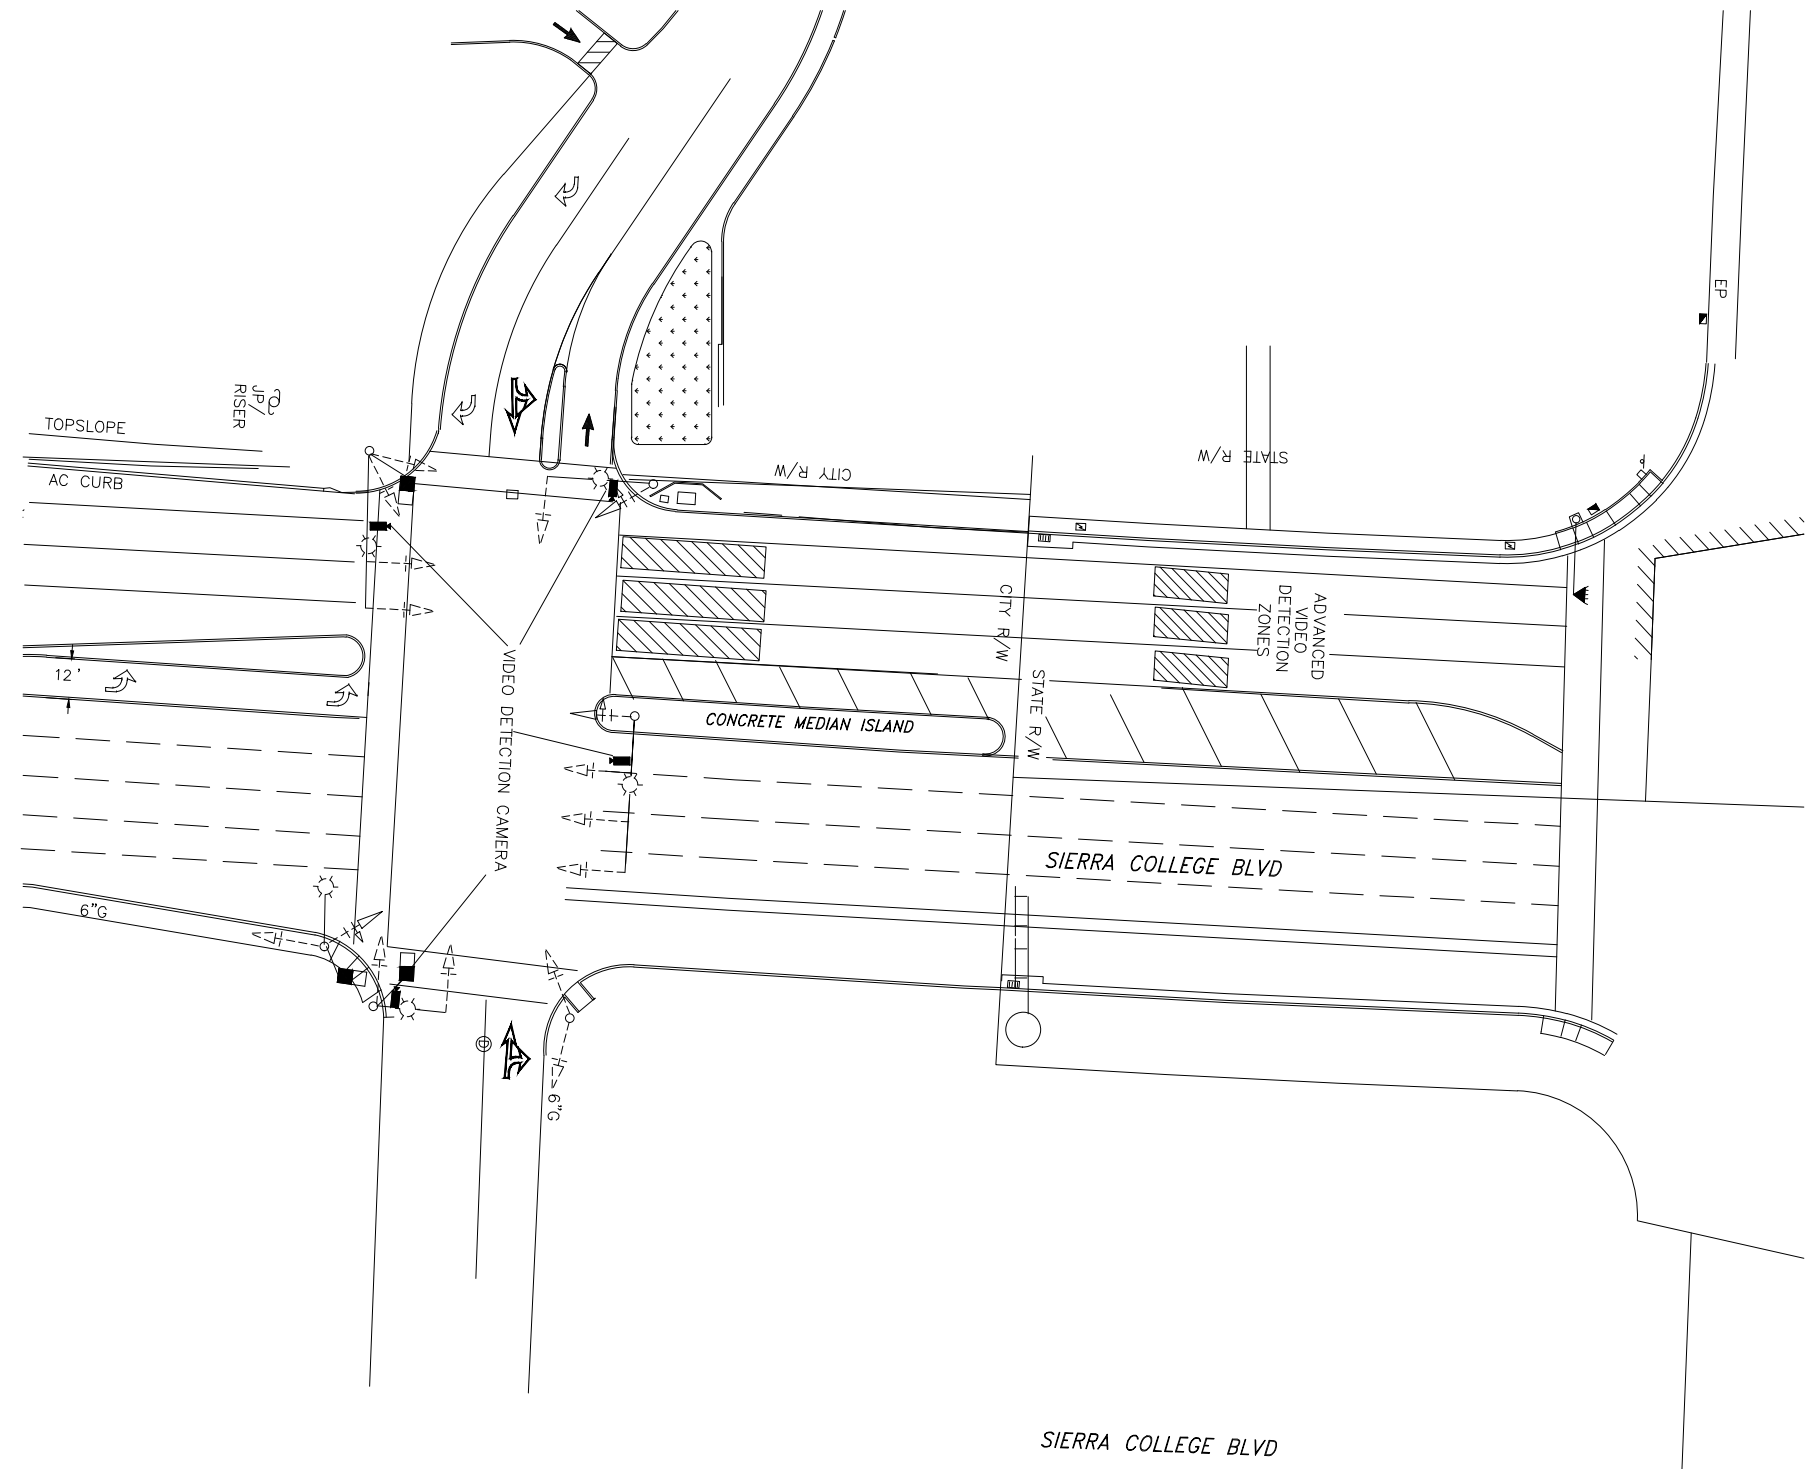 EP
JP/
RISER
TOPSLOPE
AC CURB
CITY R/W
STATE R/W
ADVANCED
VIDEO
DETECTION
ZONES
CITY R/W
STATE R/W
12'
VIDEO DETECTION CAMERA
CONCRETE MEDIAN ISLAND
SIERRA COLLEGE BLVD
6"G
D
6"G
SIERRA COLLEGE BLVD